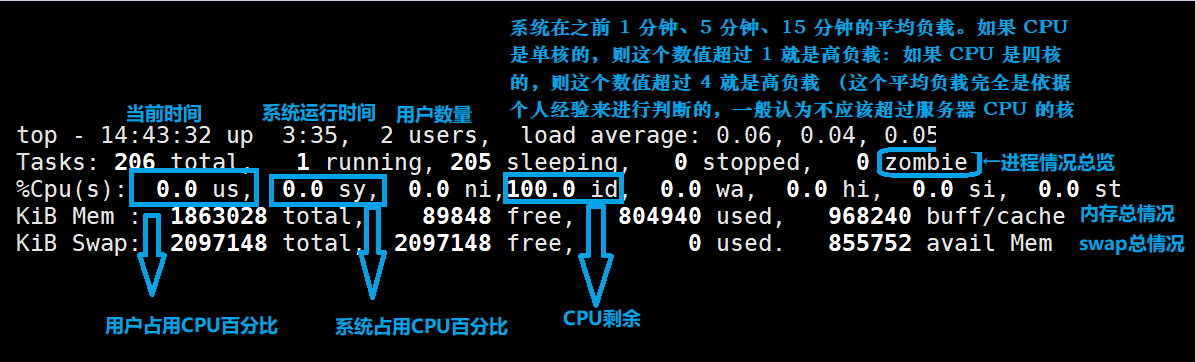 系统在之前 1 分钟、5 分钟、15 分钟的平均负载。如果 CPU
是单核的，则这个数值超过 1 就是高负载：如果 CPU 是四核
的，则这个数值超过 4 就是高负载 （这个平均负载完全是依据
个人经验来进行判断的，一般认为不应该超过服务器 CPU 的核
当前时间 系统运行时间 用户数量
top - 14:43:32 up  3:35,  2 users,  load average: 0.06, 0.04, 0.05
Tasks: 206 total,   1 running, 205 sleeping,   0 stopped,   0 zombie ←进程情况总览
%Cpu(s):  0.0 us,  0.0 sy,  0.0 ni,100.0 id,  0.0 wa,  0.0 hi,  0.0 si,  0.0 st
KiB Mem :  1863028 total,    89848 free,   804940 used,   968240 buff/cache 内存总情况
KiB Swap:  2097148 total,  2097148 free,        0 used.   855752 avail Mem swap总情况
用户占用CPU百分比 系统占用CPU百分比 CPU剩余